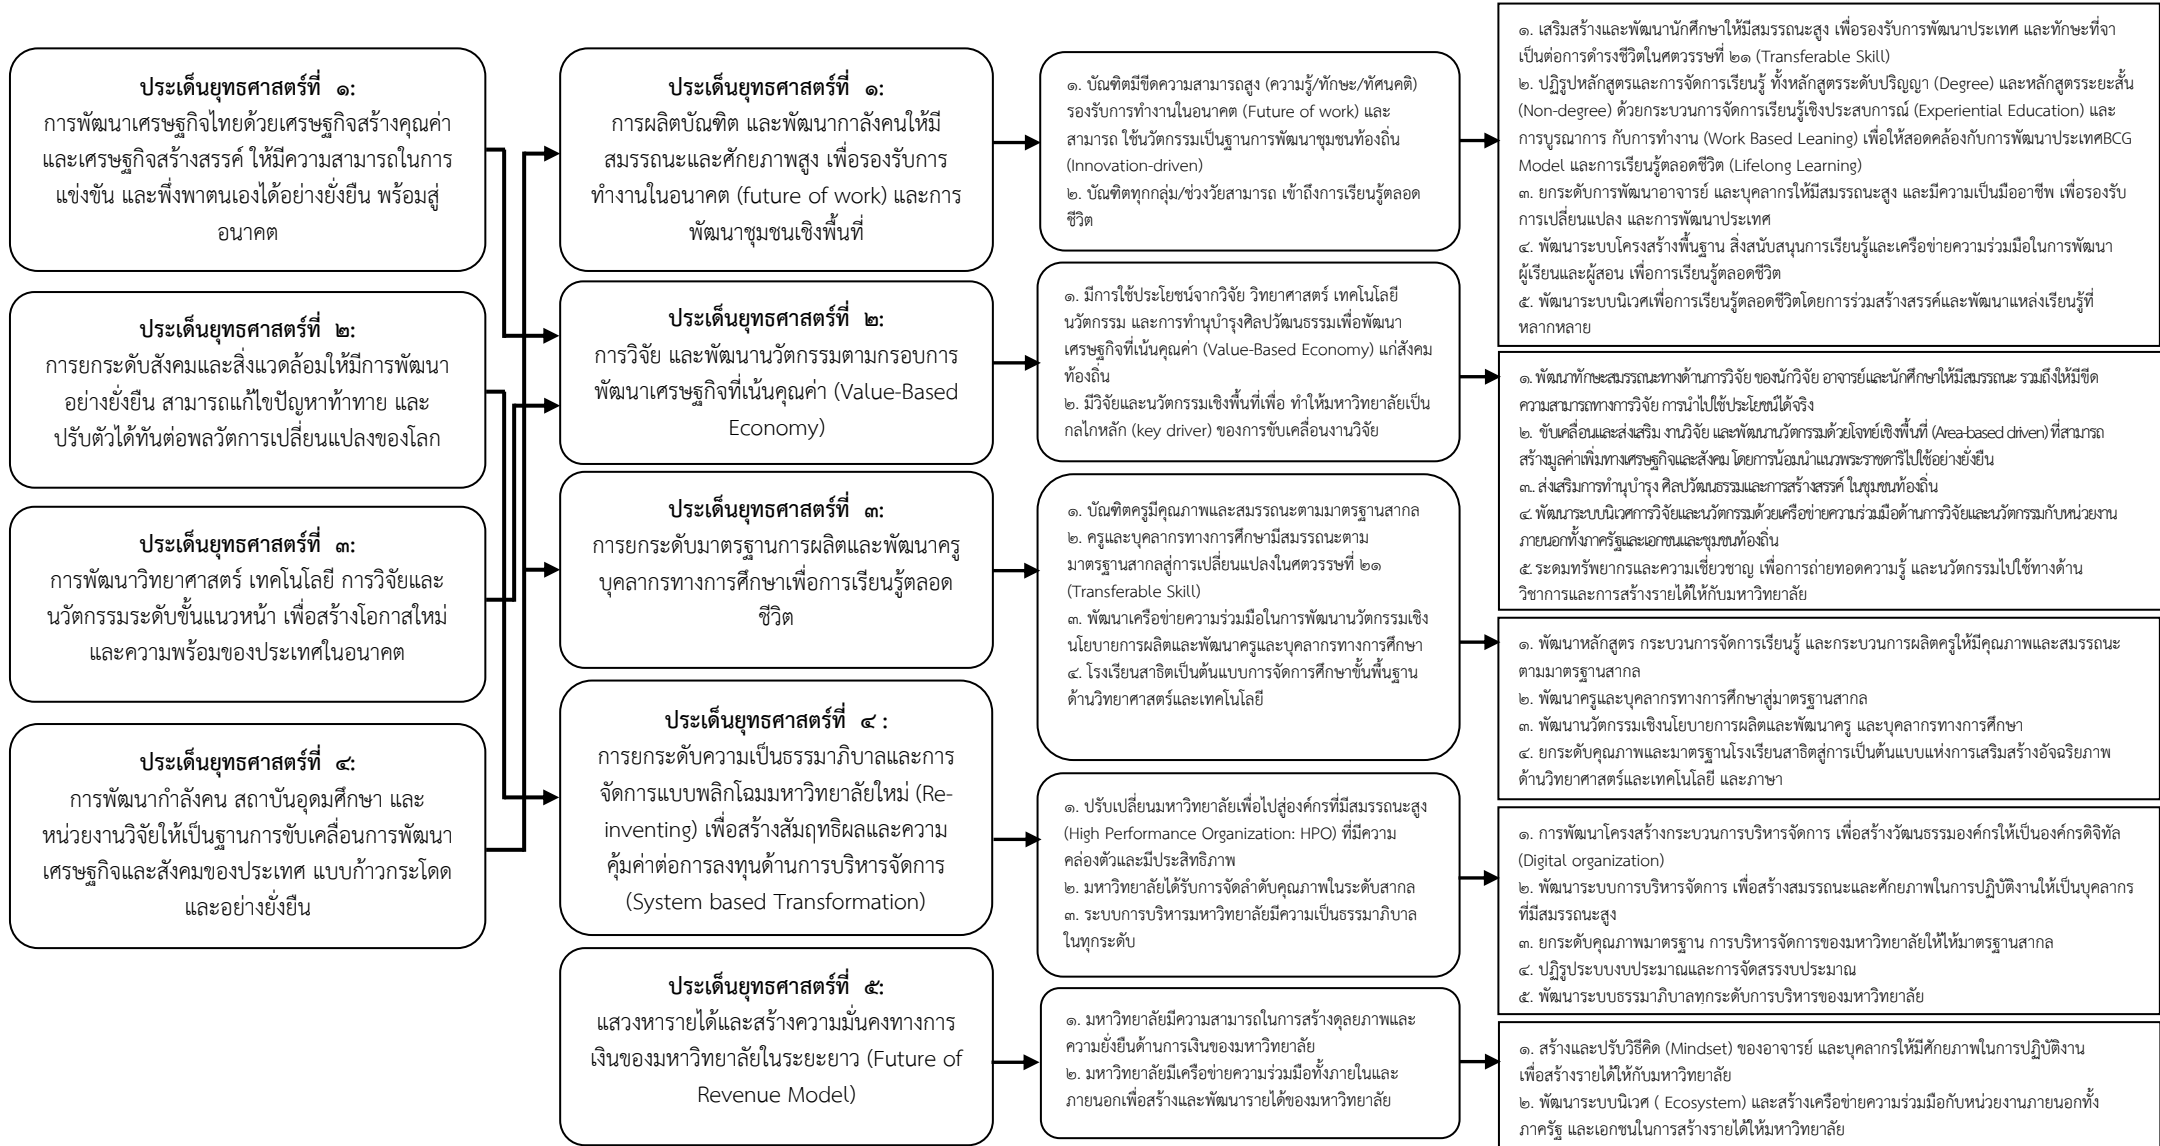 ประเด็นยุทธศาสตร์ที่ ๑:
การพัฒนาเศรษฐกิจไทยด้วยเศรษฐกิจสร้างคุณค่า
และเศรษฐกิจสร้างสรรค์ ให้มีความสามารถในการ
แข่งขัน และพึ่งพาตนเองได้อย่างยั่งยืน พร้อมสู่
อนาคต
ประเด็นยุทธศาสตร์ที่ ๒:
การยกระดับสังคมและสิ่งแวดล้อมให้มีการพัฒนา
อย่างยั่งยืน สามารถแก้ไขปัญหาท้าทาย และ
ปรับตัวได้ทันต่อพลวัตการเปลี่ยนแปลงของโลก
ประเด็นยุทธศาสตร์ที่ ๓:
การพัฒนาวิทยาศาสตร์ เทคโนโลยี การวิจัยและ
นวัตกรรมระดับขั้นแนวหน้า เพื่อสร้างโอกาสใหม่
และความพร้อมของประเทศในอนาคต
ประเด็นยุทธศาสตร์ที่ ๔:
การพัฒนากำลังคน สถาบันอุดมศึกษา และ
หน่วยงานวิจัยให้เป็นฐานการขับเคลื่อนการพัฒนา
เศรษฐกิจและสังคมของประเทศ แบบก้าวกระโดด
และอย่างยั่งยืน
ประเด็นยุทธศาสตร์ที่ ๑:
การผลิตบัณฑิต และพัฒนากาลังคนให้มี
สมรรถนะและศักยภาพสูง เพื่อรองรับการ
ทำงานในอนาคต (future of work) และการ
พัฒนาชุมชนเชิงพื้นที่
ประเด็นยุทธศาสตร์ที่ ๒:
การวิจัย และพัฒนานวัตกรรมตามกรอบการ
พัฒนาเศรษฐกิจที่เน้นคุณค่า (Value-Based
Economy)
ประเด็นยุทธศาสตร์ที่ ๓:
การยกระดับมาตรฐานการผลิตและพัฒนาครู
บุคลากรทางการศึกษาเพื่อการเรียนรู้ตลอด
ชีวิต
ประเด็นยุทธศาสตร์ที่ ๔ :
การยกระดับความเป็นธรรมาภิบาลและการ
จัดการแบบพลิกโฉมมหาวิทยาลัยใหม่ (Re-
inventing) เพื่อสร้างสัมฤทธิผลและความ
คุ้มค่าต่อการลงทุนด้านการบริหารจัดการ
(System based Transformation)
ประเด็นยุทธศาสตร์ที่ ๕:
แสวงหารายได้และสร้างความมั่นคงทางการ
เงินของมหาวิทยาลัยในระยะยาว (Future of
Revenue Model)
๑. บัณฑิตมีขีดความสามารถสูง (ความรู้/ทักษะ/ทัศนคติ)
รองรับการทำงานในอนาคต (Future of work) และ
สามารถ ใช้นวัตกรรมเป็นฐานการพัฒนาชุมชนท้องถิ่น
(Innovation-driven)
๒. บัณฑิตทุกกลุ่ม/ช่วงวัยสามารถ เข้าถึงการเรียนรู้ตลอด
ชีวิต
๑. มีการใช้ประโยชน์จากวิจัย วิทยาศาสตร์ เทคโนโลยี
นวัตกรรม และการทำนุบำรุงศิลปวัฒนธรรมเพื่อพัฒนา
เศรษฐกิจที่เน้นคุณค่า (Value-Based Economy) แก่สังคม
ท้องถิ่น
๒. มีวิจัยและนวัตกรรมเชิงพื้นที่เพื่อ ทำให้มหาวิทยาลัยเป็น
กลไกหลัก (key driver) ของการขับเคลื่อนงานวิจัย
๑. บัณฑิตครูมีคุณภาพและสมรรถนะตามมาตรฐานสากล
๒. ครูและบุคลากรทางการศึกษามีสมรรถนะตาม
มาตรฐานสากลสู่การเปลี่ยนแปลงในศตวรรษที่ ๒๑
(Transferable Skill)
๓. พัฒนาเครือข่ายความร่วมมือในการพัฒนานวัตกรรมเชิง
นโยบายการผลิตและพัฒนาครูและบุคลากรทางการศึกษา
๔. โรงเรียนสาธิตเป็นต้นแบบการจัดการศึกษาขั้นพื้นฐาน
ด้านวิทยาศาสตร์และเทคโนโลยี
๑. ปรับเปลี่ยนมหาวิทยาลัยเพื่อไปสู่องค์กรที่มีสมรรถนะสูง
(High Performance Organization: HPO) ที่มีความ
คล่องตัวและมีประสิทธิภาพ
๒. มหาวิทยาลัยได้รับการจัดลำดับคุณภาพในระดับสากล
๓. ระบบการบริหารมหาวิทยาลัยมีความเป็นธรรมาภิบาล
ในทุกระดับ
๑. มหาวิทยาลัยมีความสามารถในการสร้างดุลยภาพและ
ความยั่งยืนด้านการเงินของมหาวิทยาลัย
๒. มหาวิทยาลัยมีเครือข่ายความร่วมมือทั้งภายในและ
ภายนอกเพื่อสร้างและพัฒนารายได้ของมหาวิทยาลัย
๑. เสริมสร้างและพัฒนานักศึกษาให้มีสมรรถนะสูง เพื่อรองรับการพัฒนาประเทศ และทักษะที่จา
เป็นต่อการดำรงชีวิตในศตวรรษที่ ๒๑ (Transferable Skill)
๒. ปฏิรูปหลักสูตรและการจัดการเรียนรู้ ทั้งหลักสูตรระดับปริญญา (Degree) และหลักสูตรระยะสั้น
(Non-degree) ด้วยกระบวนการจัดการเรียนรู้เชิงประสบการณ์ (Experiential Education) และ
การบูรณาการ กับการทำงาน (Work Based Leaning) เพื่อให้สอดคล้องกับการพัฒนาประเทศBCG
Model และการเรียนรู้ตลอดชีวิต (Lifelong Learning)
๓. ยกระดับการพัฒนาอาจารย์ และบุคลากรให้มีสมรรถนะสูง และมีความเป็นมืออาชีพ เพื่อรองรับ
การเปลี่ยนแปลง และการพัฒนาประเทศ
๔. พัฒนาระบบโครงสร้างพื้นฐาน สิ่งสนับสนุนการเรียนรู้และเครือข่ายความร่วมมือในการพัฒนา
ผู้เรียนและผู้สอน เพื่อการเรียนรู้ตลอดชีวิต
๕. พัฒนาระบบนิเวศเพื่อการเรียนรู้ตลอดชีวิตโดยการร่วมสร้างสรรค์และพัฒนาแหล่งเรียนรู้ที่
หลากหลาย
๑. พัฒนาทักษะสมรรถนะทางด้านการวิจัย ของนักวิจัย อาจารย์และนักศึกษาให้มีสมรรถนะ รวมถึงให้มีขีด
ความสามารถทางการวิจัย การนำไปใช้ประโยชน์ได้จริง
๒. ขับเคลื่อนและส่งเสริม งานวิจัย และพัฒนานวัตกรรมด้วยโจทย์เชิงพื้นที่ (Area-based driven) ที่สามารถ
สร้างมูลค่าเพิ่มทางเศรษฐกิจและสังคม โดยการน้อมนำแนวพระราชดาริไปใช้อย่างยั่งยืน
๓. ส่งเสริมการทำนุบำรุง ศิลปวัฒนธรรมและการสร้างสรรค์ ในชุมชนท้องถิ่น
๔. พัฒนาระบบนิเวศการวิจัยและนวัตกรรมด้วยเครือข่ายความร่วมมือด้านการวิจัยและนวัตกรรมกับหน่วยงาน
ภายนอกทั้งภาครัฐและเอกชนและชุมชนท้องถิ่น
๕. ระดมทรัพยากรและความเชี่ยวชาญ เพื่อการถ่ายทอดความรู้ และนวัตกรรมไปใช้ทางด้าน
วิชาการและการสร้างรายได้ให้กับมหาวิทยาลัย
๑. พัฒนาหลักสูตร กระบวนการจัดการเรียนรู้ และกระบวนการผลิตครูให้มีคุณภาพและสมรรถนะ
ตามมาตรฐานสากล
๒. พัฒนาครูและบุคลากรทางการศึกษาสู่มาตรฐานสากล
๓. พัฒนานวัตกรรมเชิงนโยบายการผลิตและพัฒนาครู และบุคลากรทางการศึกษา
๔. ยกระดับคุณภาพและมาตรฐานโรงเรียนสาธิตสู่การเป็นต้นแบบแห่งการเสริมสร้างอัจฉริยภาพ
ด้านวิทยาศาสตร์และเทคโนโลยี และภาษา
๑. การพัฒนาโครงสร้างกระบวนการบริหารจัดการ เพื่อสร้างวัฒนธรรมองค์กรให้เป็นองค์กรดิจิทัล
(Digital organization)
๒. พัฒนาระบบการบริหารจัดการ เพื่อสร้างสมรรถนะและศักยภาพในการปฏิบัติงานให้เป็นบุคลากร
ที่มีสมรรถนะสูง
๓. ยกระดับคุณภาพมาตรฐาน การบริหารจัดการของมหาวิทยาลัยให้ให้มาตรฐานสากล
๔. ปฏิรูประบบงบประมาณและการจัดสรรงบประมาณ
๕. พัฒนาระบบธรรมาภิบาลทุกระดับการบริหารของมหาวิทยาลัย
๑. สร้างและปรับวิธีคิด (Mindset) ของอาจารย์ และบุคลากรให้มีศักยภาพในการปฏิบัติงาน
เพื่อสร้างรายได้ให้กับมหาวิทยาลัย
๒. พัฒนาระบบนิเวศ ( Ecosystem) และสร้างเครือข่ายความร่วมมือกับหน่วยงานภายนอกทั้ง
ภาครัฐ และเอกชนในการสร้างรายได้ให้มหาวิทยาลัย